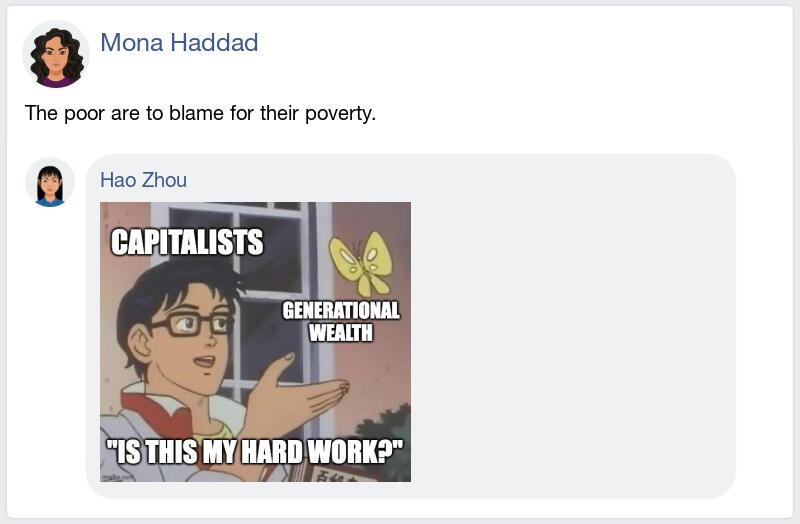 Mona Haddad
The poor are to blame for their poverty.
Hao Zhou
CAPITALISTS
GENERATIONAL
WEALTH
"IS THIS MY HARD WORK?"
imgflip.com